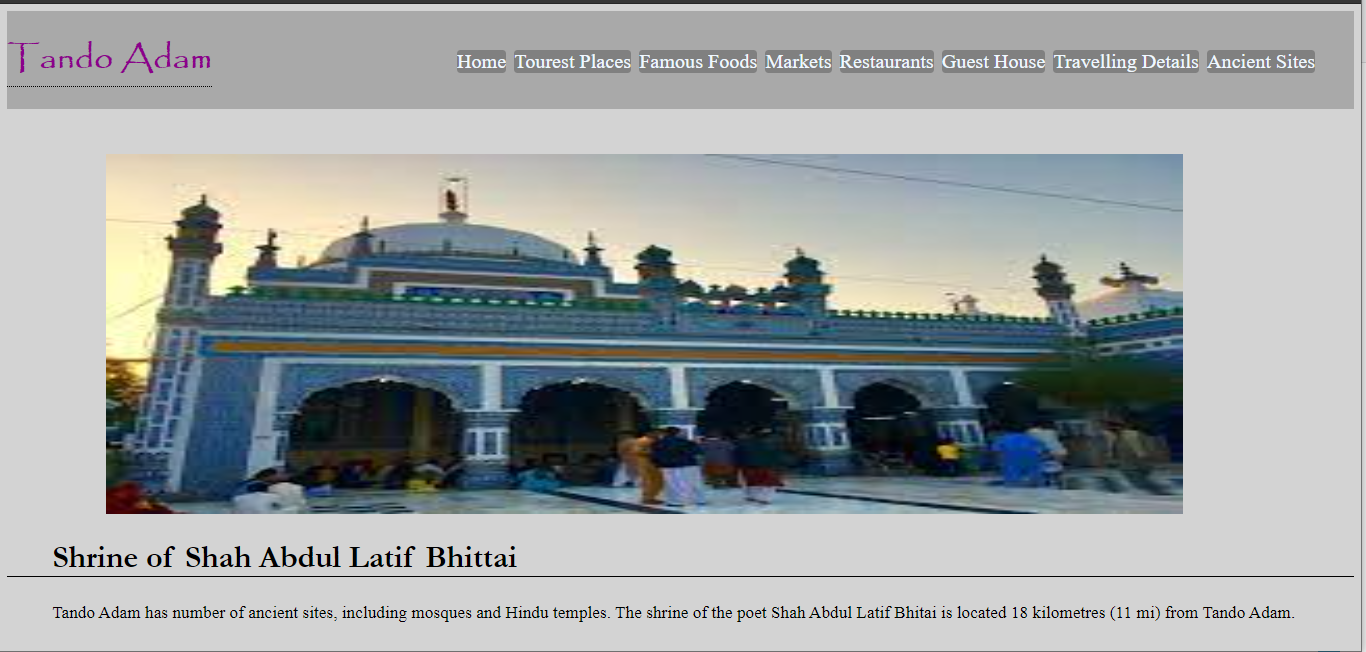 Tando Adam
Home Tourest Places Famous Foods Markets Restaurants Guest House Travelling Details Ancient Sites
Shrine of Shah Abdul Latif Bhittai
Tando Adam has number of ancient sites, including mosques and Hindu temples. The shrine of the poet Shah Abdul Latif Bhitai is located 18 kilometres (11 mi) from Tando Adam.